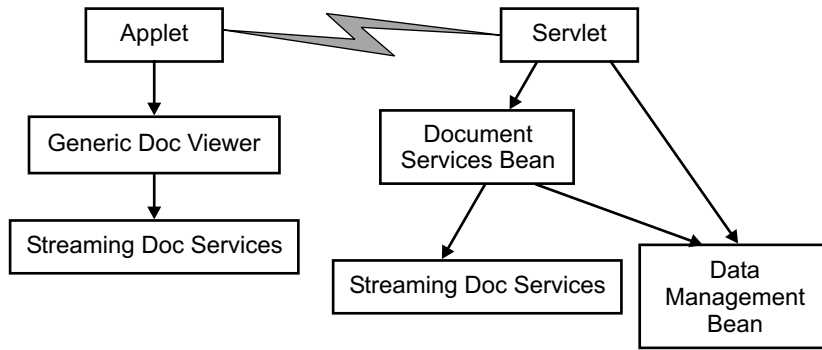 Applet
Servlet
Generic Doc Viewer
Document
Services Bean
Streaming Doc Services
Streaming Doc Services
Data
Management
Bean